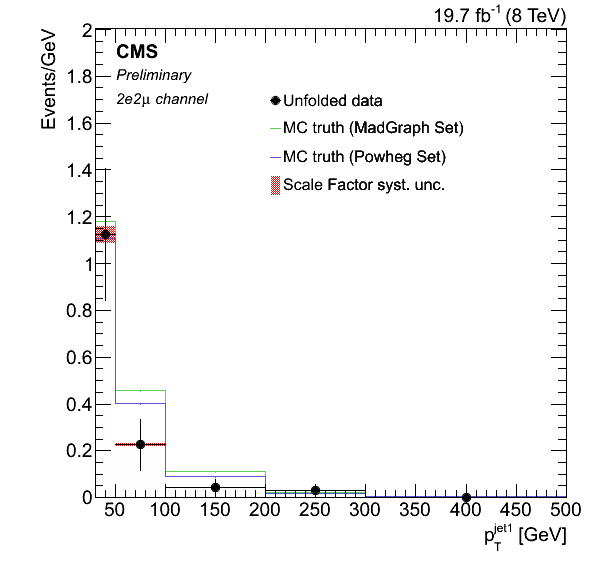 19.7 fb⁻¹ (8 TeV)
Events/GeV
CMS
Preliminary
2e2μ channel
Unfolded data
MC truth (MadGraph Set)
MC truth (Powheg Set)
Scale Factor syst. unc.
2
1.8
1.6
1.4
1.2
1
0.8
0.6
0.4
0.2
0
50 100 150 200 250 300 350 400 450 500
p_T^jet1 [GeV]